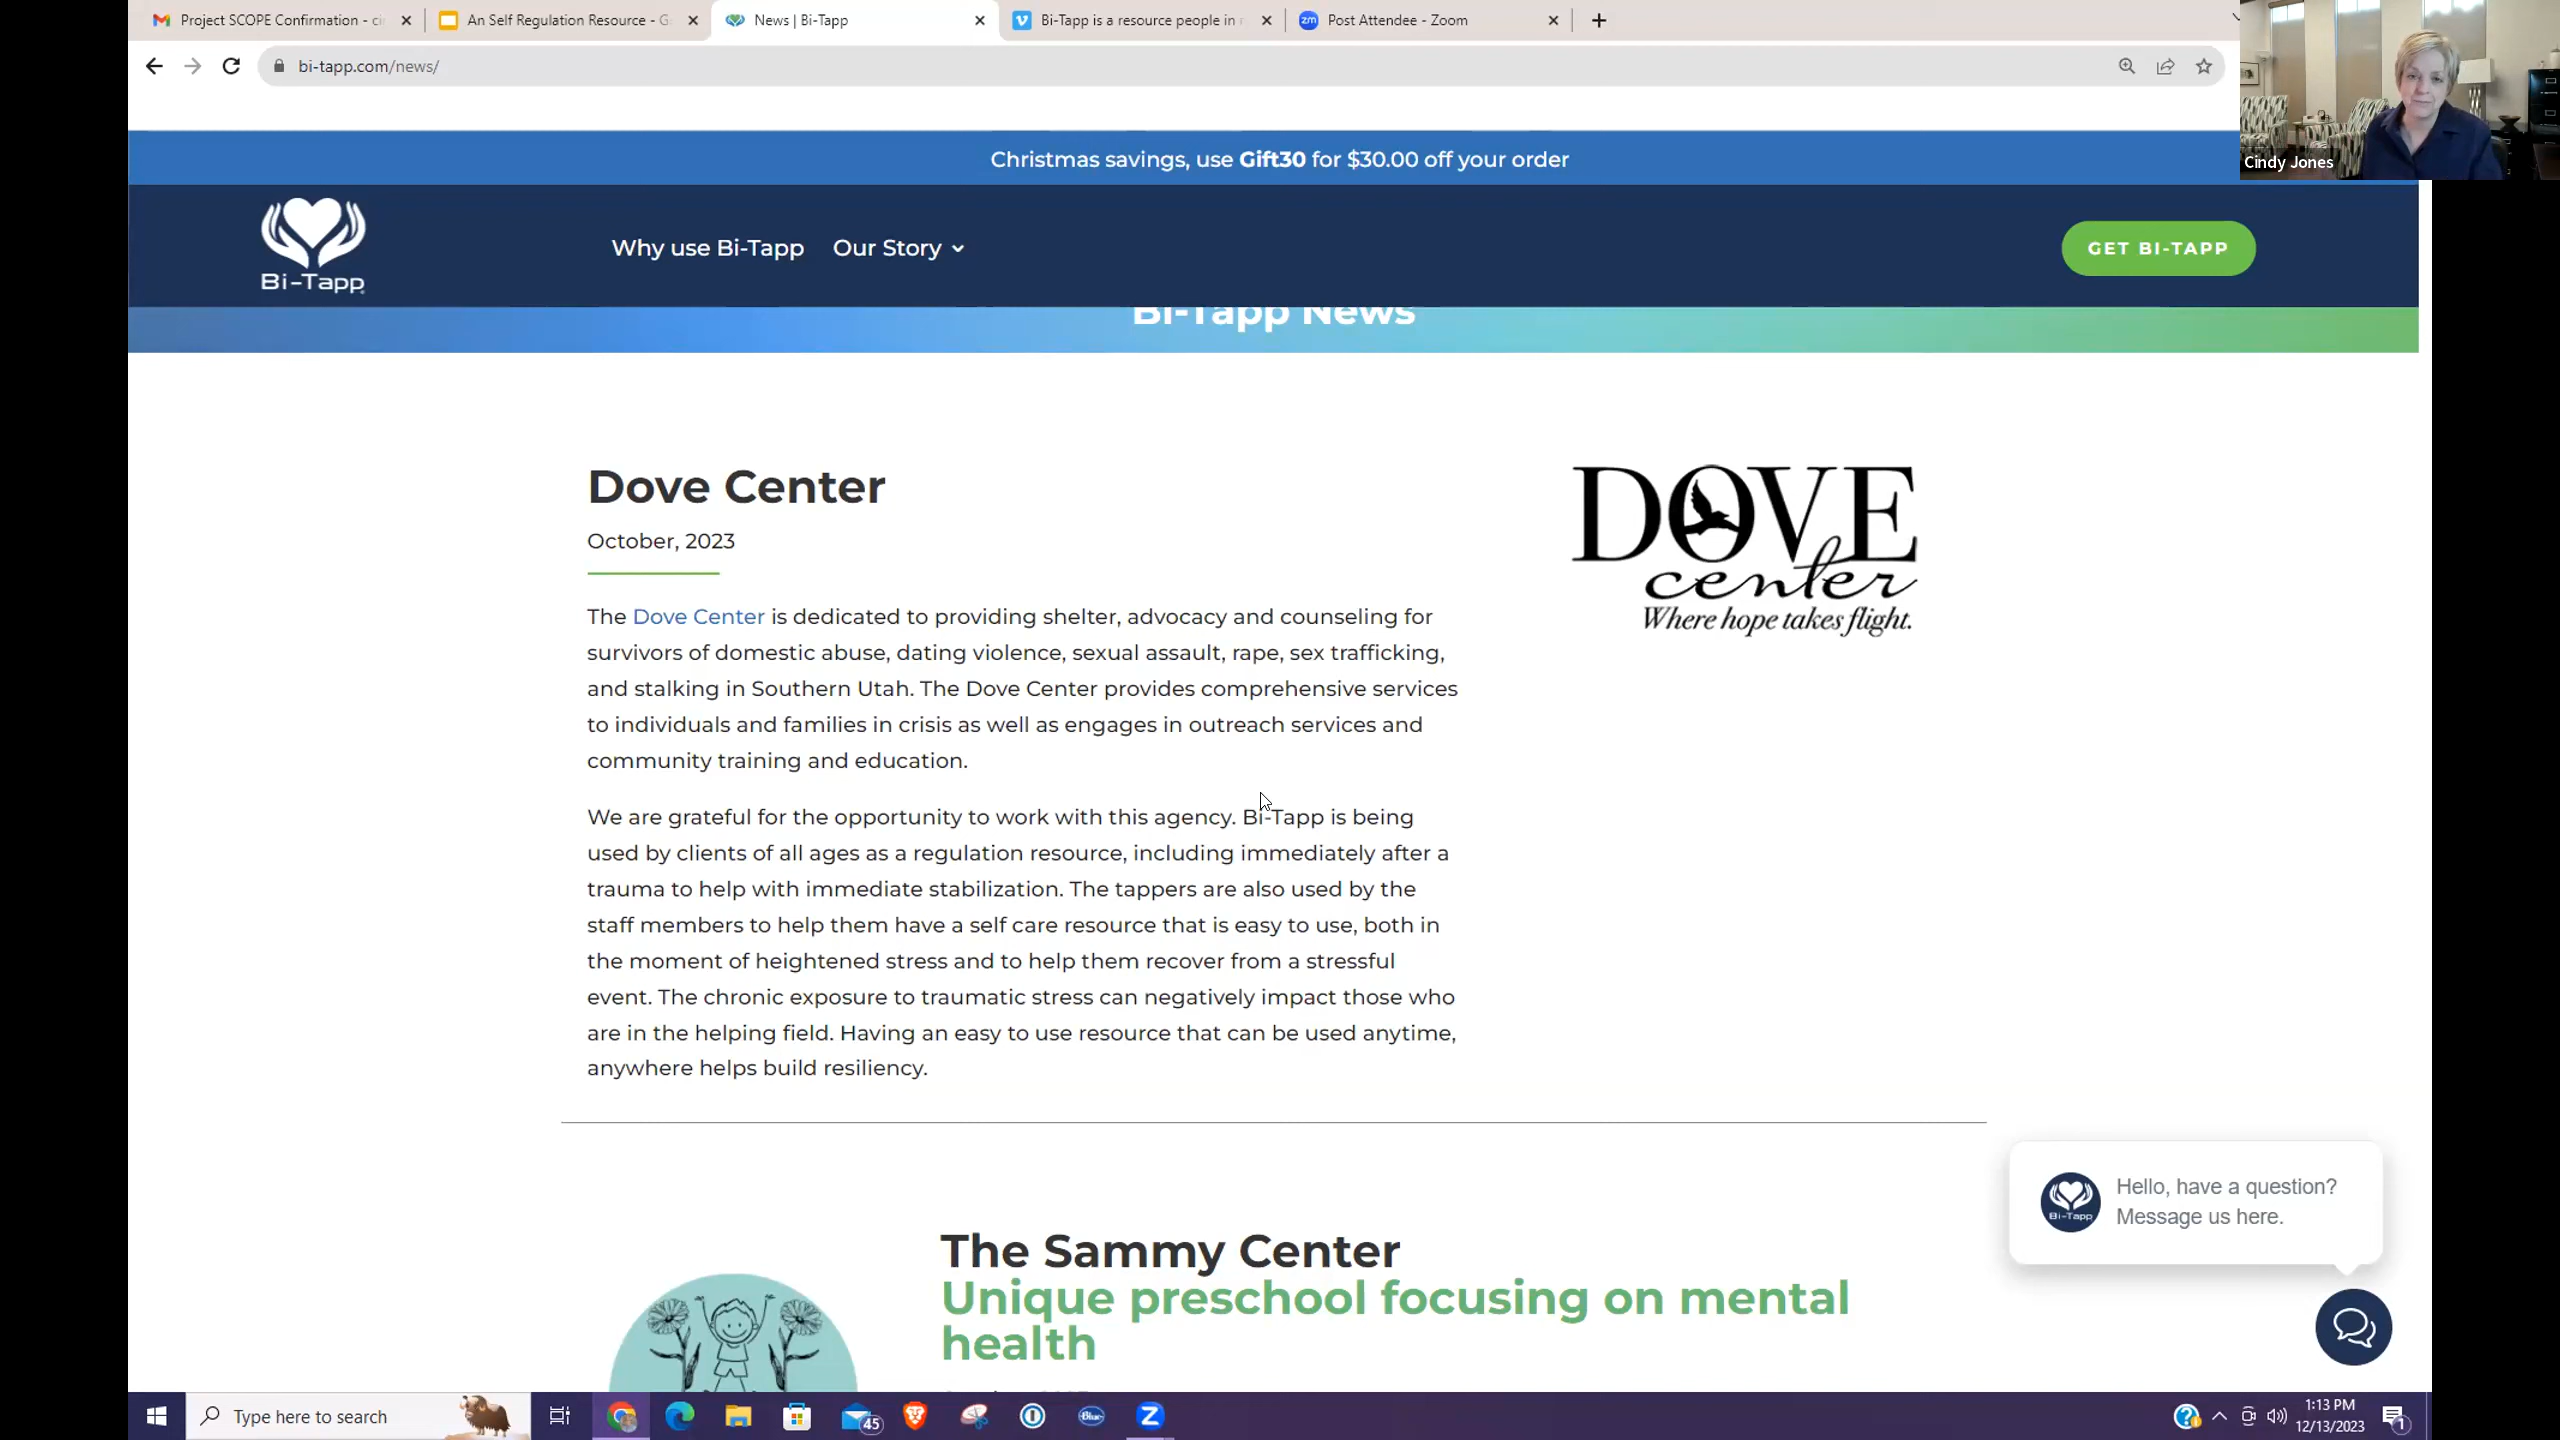 Project SCOPE Confirmation - ci
An Self Regulation Resource - G
News | Bi-Tapp
Bi-Tapp is a resource people in
zm
Post Attendee - Zoom
bi-tapp.com/news/
Cindy Jones
Christmas savings, use Gift30 for $30.00 off your order
Bi-Tapp
Why use Bi-Tapp
Our Story
GET BI-TAPP
Bi-Tapp News
Dove Center
October, 2023
DOVE
center
Where hope takes flight.
The Dove Center is dedicated to providing shelter, advocacy and counseling for
survivors of domestic abuse, dating violence, sexual assault, rape, sex trafficking,
and stalking in Southern Utah. The Dove Center provides comprehensive services
to individuals and families in crisis as well as engages in outreach services and
community training and education.
We are grateful for the opportunity to work with this agency. Bi-Tapp is being
used by clients of all ages as a regulation resource, including immediately after a
trauma to help with immediate stabilization. The tappers are also used by the
staff members to help them have a self care resource that is easy to use, both in
the moment of heightened stress and to help them recover from a stressful
event. The chronic exposure to traumatic stress can negatively impact those who
are in the helping field. Having an easy to use resource that can be used anytime,
anywhere helps build resiliency.
Bi-Tapp
Hello, have a question?
Message us here.
The Sammy Center
Unique preschool focusing on mental
health
Type here to search
45
Blue
1:13 PM
12/13/2023
1